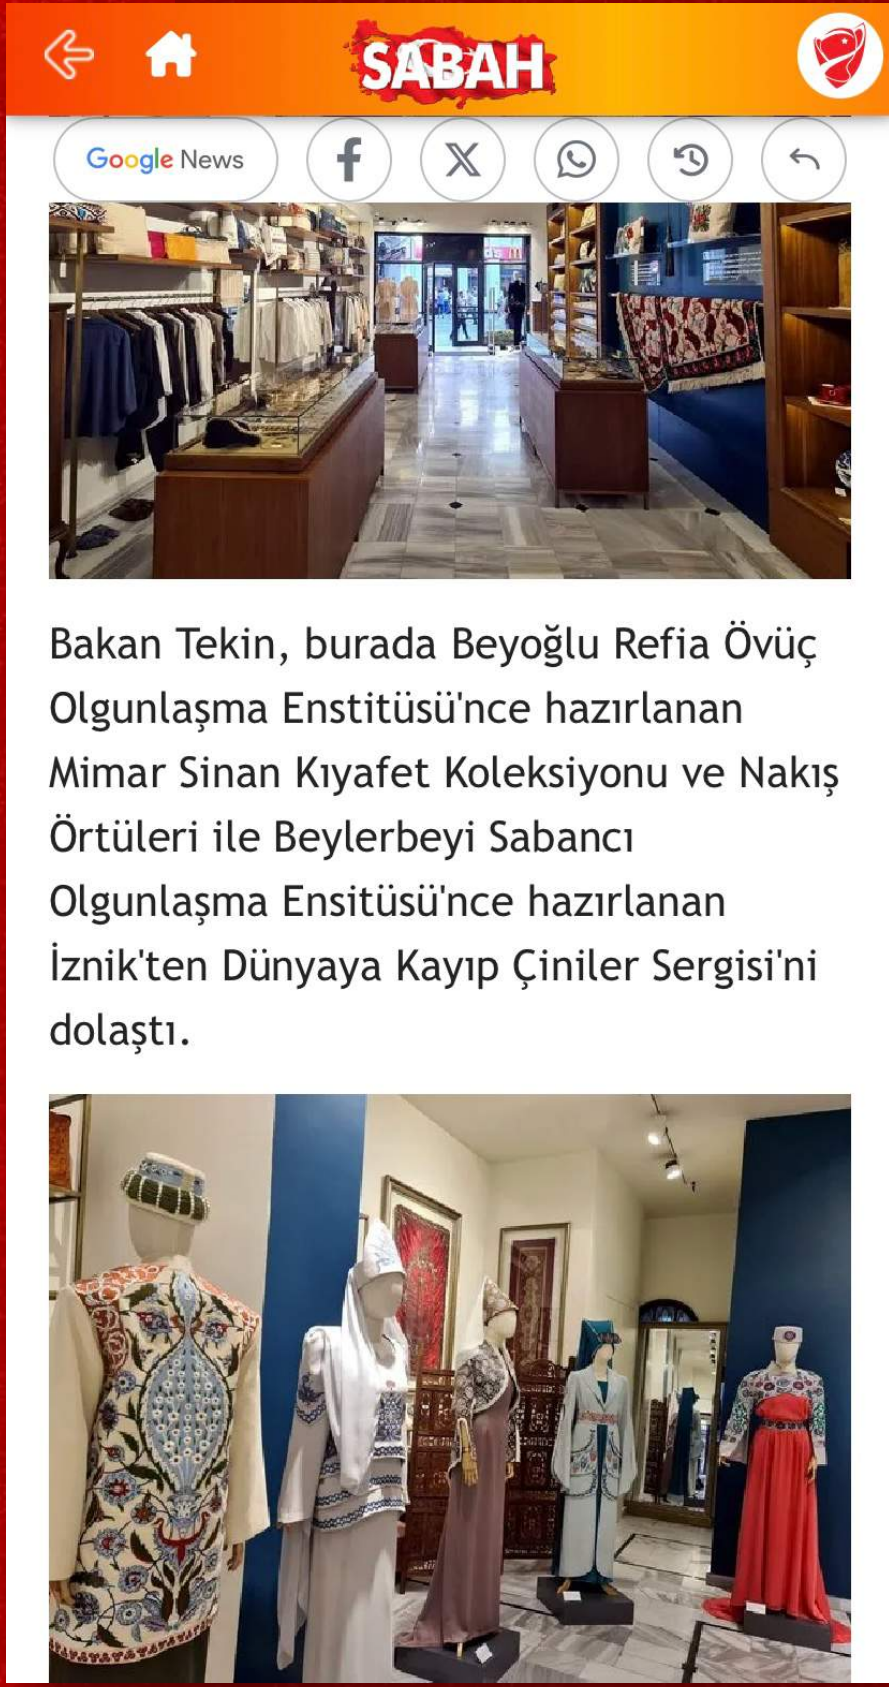 SABAH
Google News
Bakan Tekin, burada Beyoğlu Refia Övüç
Olgunlaşma Enstitüsü'nce hazırlanan
Mimar Sinan Kıyafet Koleksiyonu ve Nakış
Örtüleri ile Beylerbeyi Sabancı
Olgunlaşma Ensitüsü'nce hazırlanan
İznik'ten Dünyaya Kayıp Çiniler Sergisi'ni
dolaştı.